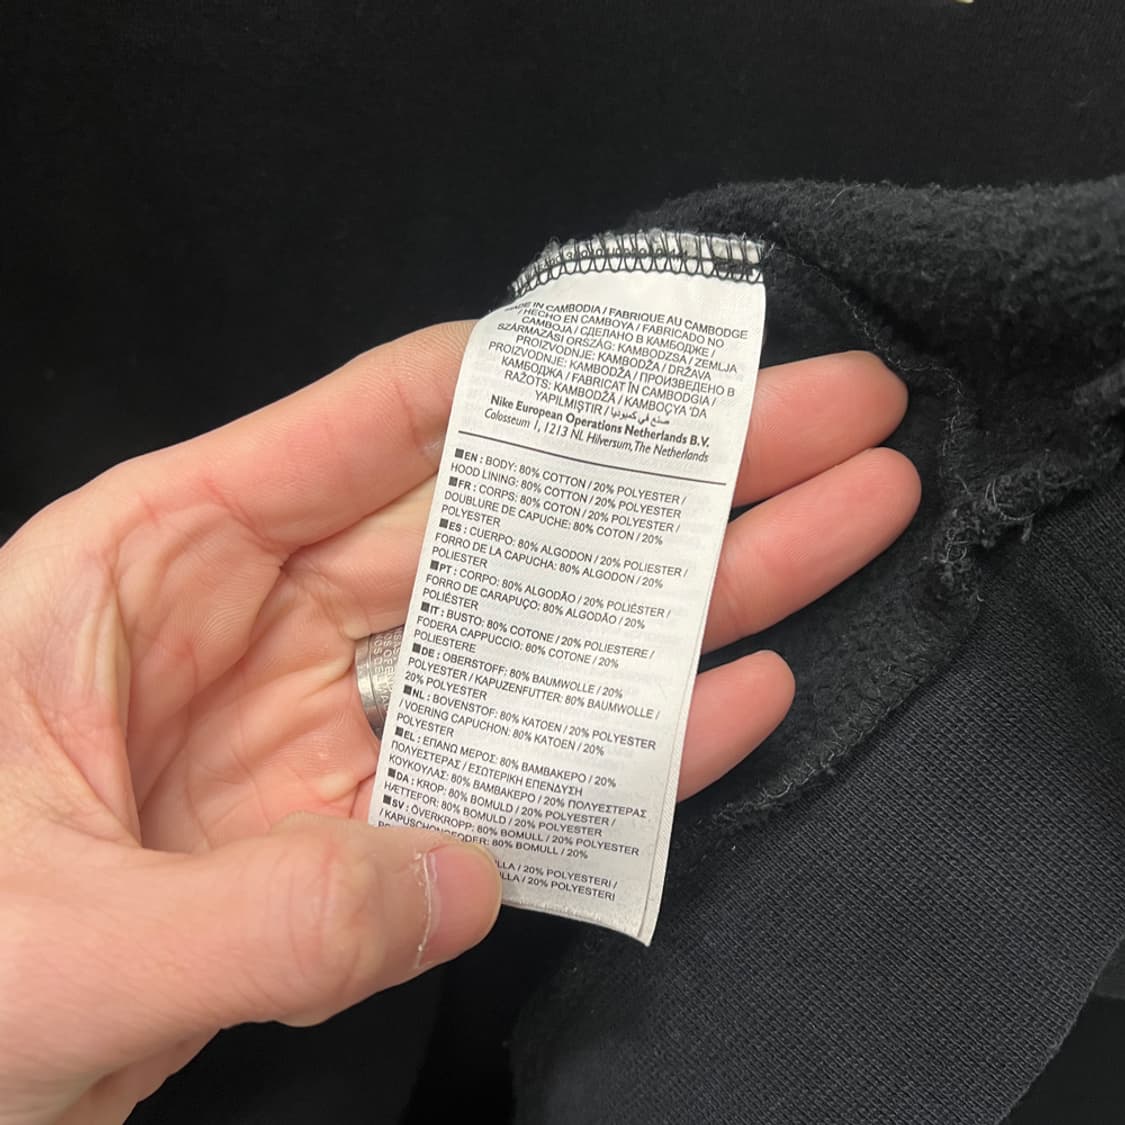 MADE IN CAMBODIA / FABRIQUE AU CAMBODGE
/ HECHO EN CAMBOYA / FABRICADO NO
CAMBOJA / СДЕЛАНО В КАМБОДЖЕ /
SZÁRMAZÁSI ORSZÁG: KAMBODZSA / ZEMLJA
PROIZVODNJE: KAMBODŽA / DRŽAVA
PROIZVODNJE: KAMBODŽA / ПРОИЗВЕДЕНО В
КАМБОДЖА / FABRICAT ÎN CAMBODGIA /
RAŽOTS: KAMBODŽĀ / KAMBOÇYA 'DA
YAPILMIŞTIR / صنع في كمبوديا
Nike European Operations Netherlands B.V.
Colosseum 1, 1213 NL Hilversum, The Netherlands
■EN : BODY: 80% COTTON / 20% POLYESTER /
HOOD LINING: 80% COTTON / 20% POLYESTER
■FR : CORPS: 80% COTON / 20% POLYESTER /
DOUBLURE DE CAPUCHE: 80% COTON / 20%
POLYESTER
■ES : CUERPO: 80% ALGODON / 20% POLIESTER /
FORRO DE LA CAPUCHA: 80% ALGODON / 20%
POLIESTER
■PT : CORPO: 80% ALGODÃO / 20% POLIÉSTER /
FORRO DE CARAPUÇO: 80% ALGODÃO / 20%
POLIÉSTER
■IT : BUSTO: 80% COTONE / 20% POLIESTERE /
FODERA CAPPUCCIO: 80% COTONE / 20%
POLIESTERE
■DE : OBERSTOFF: 80% BAUMWOLLE / 20%
POLYESTER / KAPUZENFUTTER: 80% BAUMWOLLE /
20% POLYESTER
■NL : BOVENSTOF: 80% KATOEN / 20% POLYESTER
/ VOERING CAPUCHON: 80% KATOEN / 20%
POLYESTER
■EL : ΕΠΑΝΩ ΜΕΡΟΣ: 80% ΒΑΜΒΑΚΕΡΟ / 20%
ΠΟΛΥΕΣΤΕΡΑΣ / ΕΣΩΤΕΡΙΚΗ ΕΠΕΝΔΥΣΗ
ΚΟΥΚΟΥΛΑΣ: 80% ΒΑΜΒΑΚΕΡΟ / 20% ΠΟΛΥΕΣΤΕΡΑΣ
■DA : KROP: 80% BOMULD / 20% POLYESTER /
HÆTTEFOR: 80% BOMULD / 20% POLYESTER
■SV : ÖVERKROPP: 80% BOMULL / 20% POLYESTER
/ KAPUSCHONGFODER: 80% BOMULL / 20%
/ 20% POLYESTERI /
/ 20% POLYESTERI